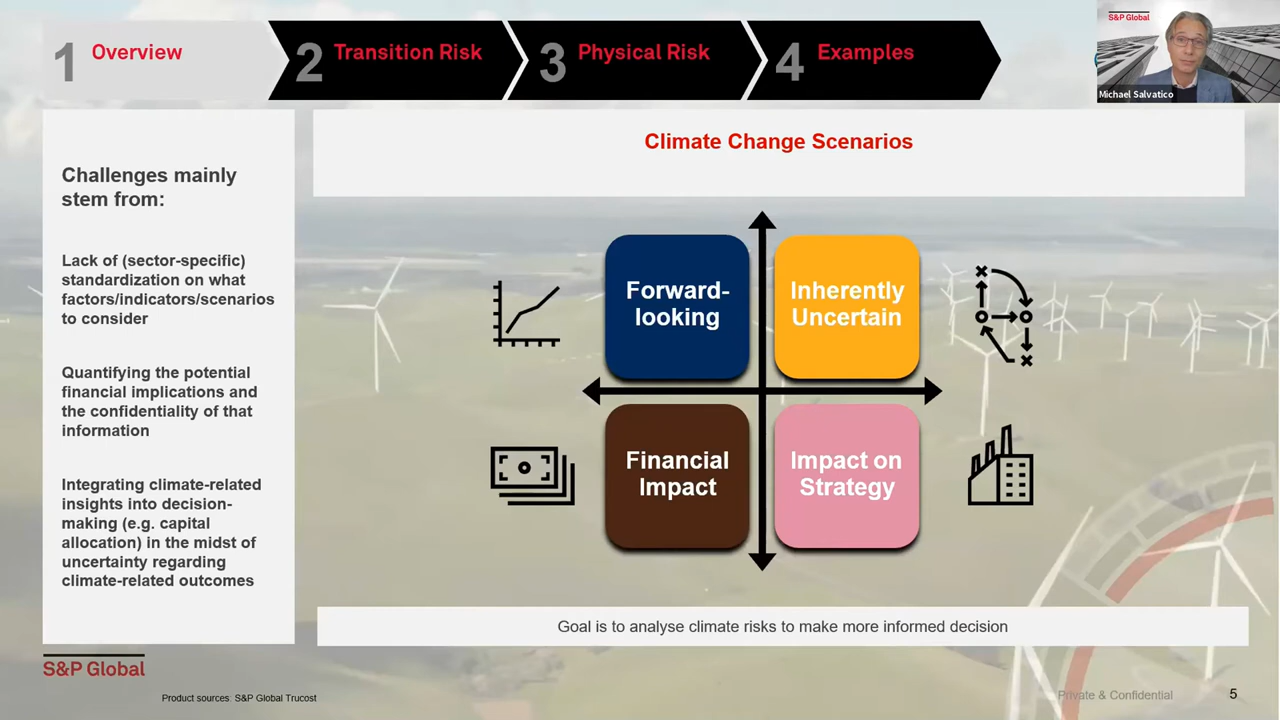 1 Overview
2 Transition Risk
3 Physical Risk
4 Examples
S&P Global
Michael Salvatico
Challenges mainly
stem from:
Lack of (sector-specific)
standardization on what
factors/indicators/scenarios
to consider
Quantifying the potential
financial implications and
the confidentiality of that
information
Integrating climate-related
insights into decision-
making (e.g. capital
allocation) in the midst of
uncertainty regarding
climate-related outcomes
Climate Change Scenarios
Forward-
looking
Inherently
Uncertain
Financial
Impact
Impact on
Strategy
Goal is to analyse climate risks to make more informed decision
S&P Global
Product sources: S&P Global Trucost
Private & Confidential
5